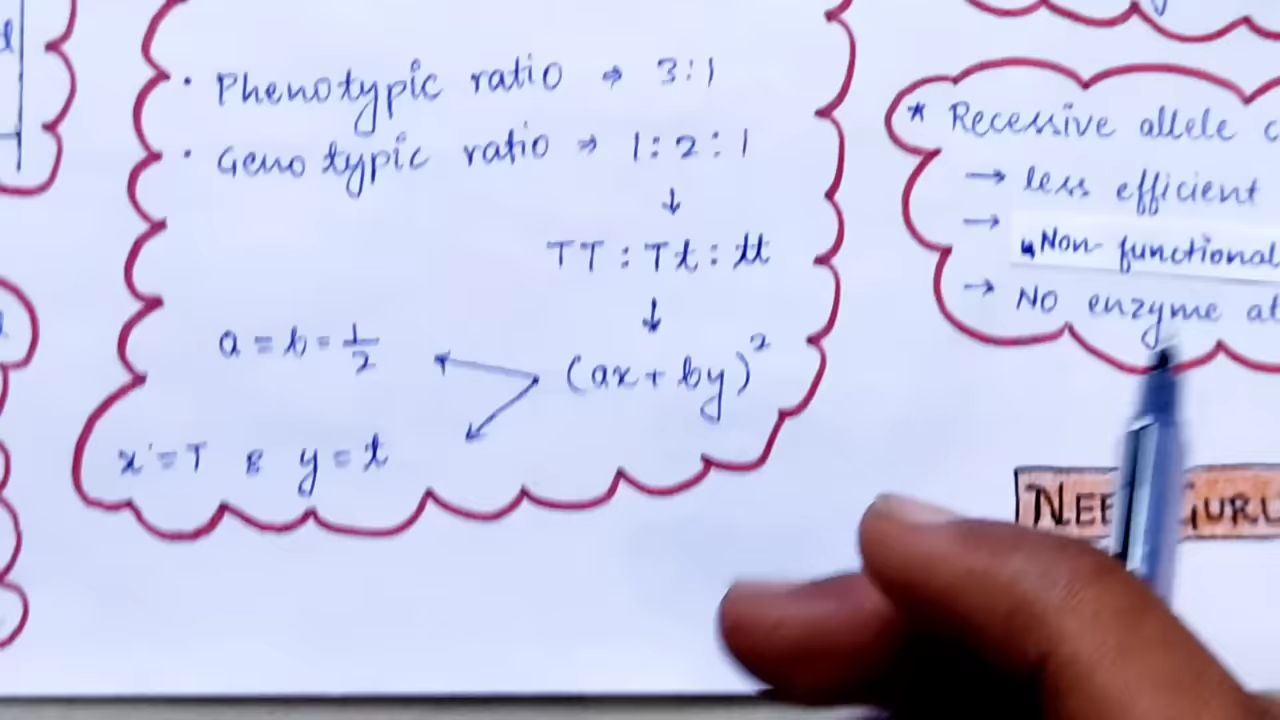 · Phenotypic ratio → 3:1
· Genotypic ratio → 1:2:1
↓
TT : Tt : tt
↓
a = b = 1/2
(ax + by)²
x = T & y = t
* Recessive allele
→ less efficient
→ Non functional
→ No enzyme